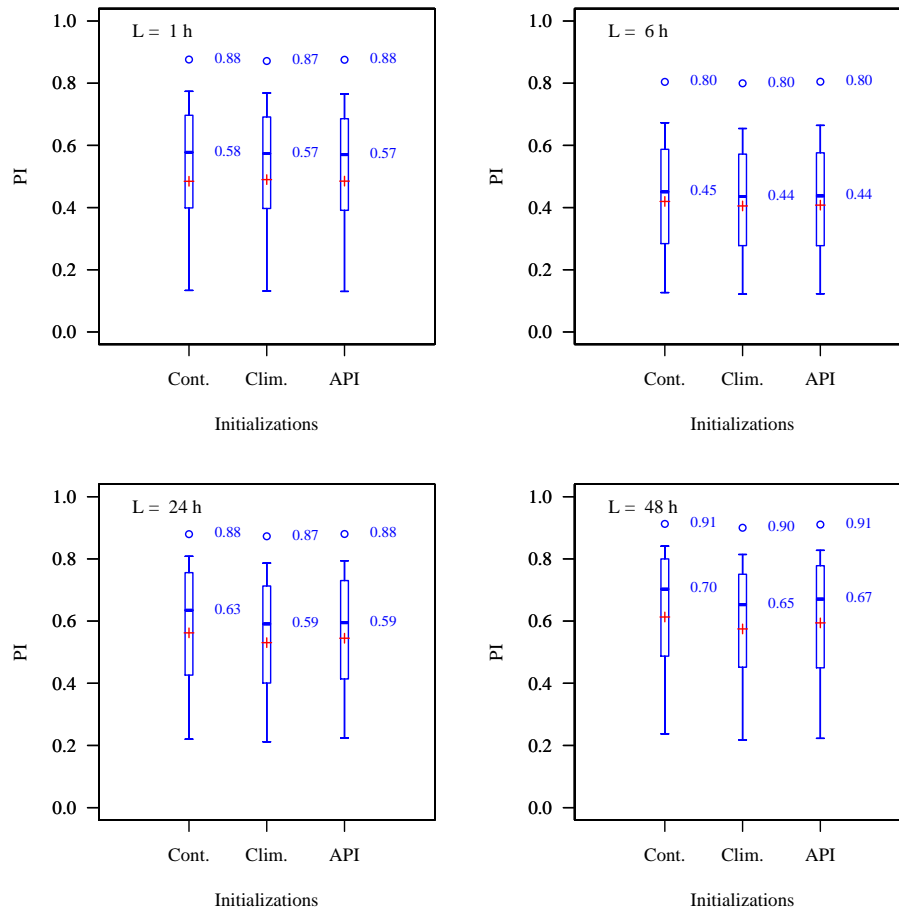 L = 1 h
1.0
0.8
0.6
0.4
0.2
0.0
PI
0.88
0.87
0.88
0.58
0.57
0.57
Cont.
Clim.
API
Initializations
L = 6 h
1.0
0.8
0.6
0.4
0.2
0.0
PI
0.80
0.80
0.80
0.45
0.44
0.44
Cont.
Clim.
API
Initializations
L = 24 h
1.0
0.8
0.6
0.4
0.2
0.0
PI
0.88
0.87
0.88
0.63
0.59
0.59
Cont.
Clim.
API
Initializations
L = 48 h
1.0
0.8
0.6
0.4
0.2
0.0
PI
0.91
0.90
0.91
0.70
0.65
0.67
Cont.
Clim.
API
Initializations